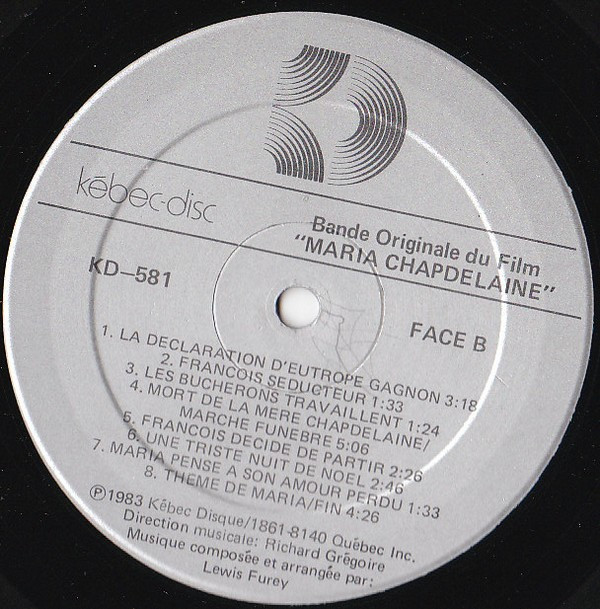 kébec-disc
Bande Originale du Film
"MARIA CHAPDELAINE"
KD–581
FACE B
1. LA DECLARATION D'EUTROPE GAGNON 3:18
2. FRANCOIS SEDUCTEUR 1:33
3. LES BUCHERONS TRAVAILLENT 1:24
4. MORT DE LA MERE CHAPDELAINE/
MARCHE FUNEBRE 5:06
5. FRANCOIS DECIDE DE PARTIR 2:26
6. UNE TRISTE NUIT DE NOEL 2:46
7. MARIA PENSE A SON AMOUR PERDU 1:33
8. THEME DE MARIA/FIN 4:26
Ⓟ1983 Kébec Disque/1861-8140 Québec Inc.
Direction musicale: Richard Grégoire
Musique composée et arrangée par:
Lewis Furey